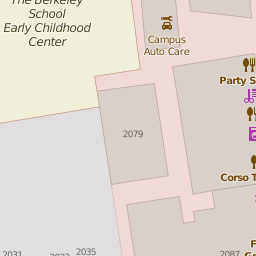 The Berkeley
School
Early Childhood
Center
Campus
Auto Care
Party S
2079
Corso T
2031
2035
2087